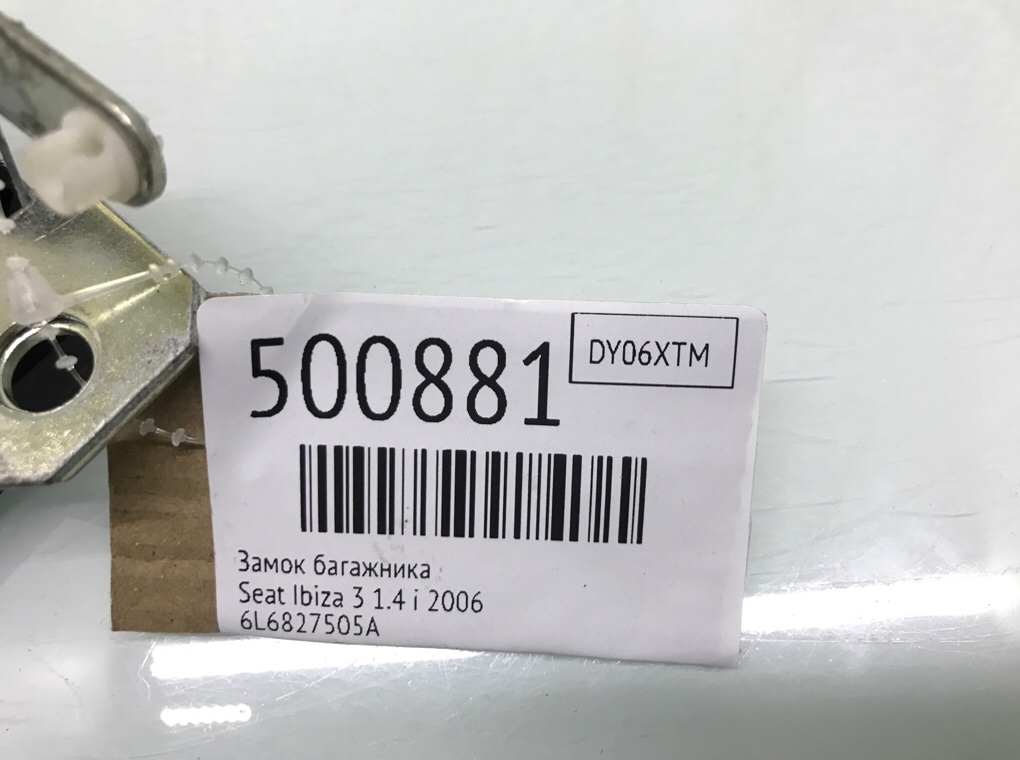 500881
DY06XTM
Замок багажника
Seat Ibiza 3 1.4 i 2006
6L6827505A